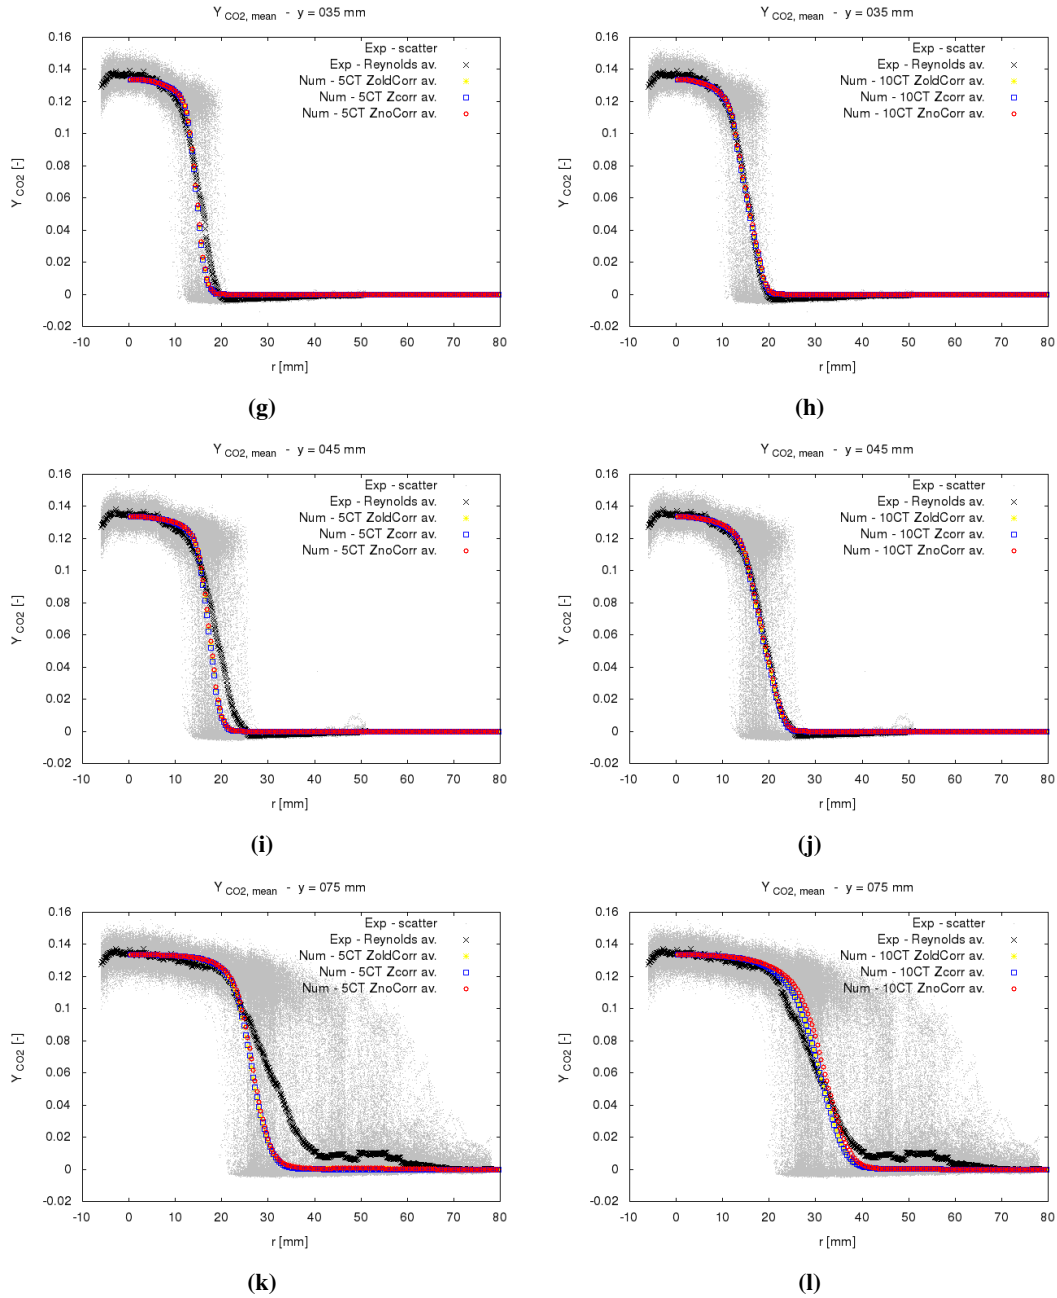 Y CO2, mean - y = 035 mm
Exp - scatter
Exp - Reynolds av.
Num - 5CT ZoldCorr av.
Num - 5CT Zcorr av.
Num - 5CT ZnoCorr av.
Y CO2 [-]
0.16
0.14
0.12
0.1
0.08
0.06
0.04
0.02
0
-0.02
-10 0 10 20 30 40 50 60 70 80
r [mm]
(g)
Y CO2, mean - y = 035 mm
Exp - scatter
Exp - Reynolds av.
Num - 10CT ZoldCorr av.
Num - 10CT Zcorr av.
Num - 10CT ZnoCorr av.
Y CO2 [-]
0.16
0.14
0.12
0.1
0.08
0.06
0.04
0.02
0
-0.02
-10 0 10 20 30 40 50 60 70 80
r [mm]
(h)
Y CO2, mean - y = 045 mm
Exp - scatter
Exp - Reynolds av.
Num - 5CT ZoldCorr av.
Num - 5CT Zcorr av.
Num - 5CT ZnoCorr av.
Y CO2 [-]
0.16
0.14
0.12
0.1
0.08
0.06
0.04
0.02
0
-0.02
-10 0 10 20 30 40 50 60 70 80
r [mm]
(i)
Y CO2, mean - y = 045 mm
Exp - scatter
Exp - Reynolds av.
Num - 10CT ZoldCorr av.
Num - 10CT Zcorr av.
Num - 10CT ZnoCorr av.
Y CO2 [-]
0.16
0.14
0.12
0.1
0.08
0.06
0.04
0.02
0
-0.02
-10 0 10 20 30 40 50 60 70 80
r [mm]
(j)
Y CO2, mean - y = 075 mm
Exp - scatter
Exp - Reynolds av.
Num - 5CT ZoldCorr av.
Num - 5CT Zcorr av.
Num - 5CT ZnoCorr av.
Y CO2 [-]
0.16
0.14
0.12
0.1
0.08
0.06
0.04
0.02
0
-0.02
-10 0 10 20 30 40 50 60 70 80
r [mm]
(k)
Y CO2, mean - y = 075 mm
Exp - scatter
Exp - Reynolds av.
Num - 10CT ZoldCorr av.
Num - 10CT Zcorr av.
Num - 10CT ZnoCorr av.
Y CO2 [-]
0.16
0.14
0.12
0.1
0.08
0.06
0.04
0.02
0
-0.02
-10 0 10 20 30 40 50 60 70 80
r [mm]
(l)